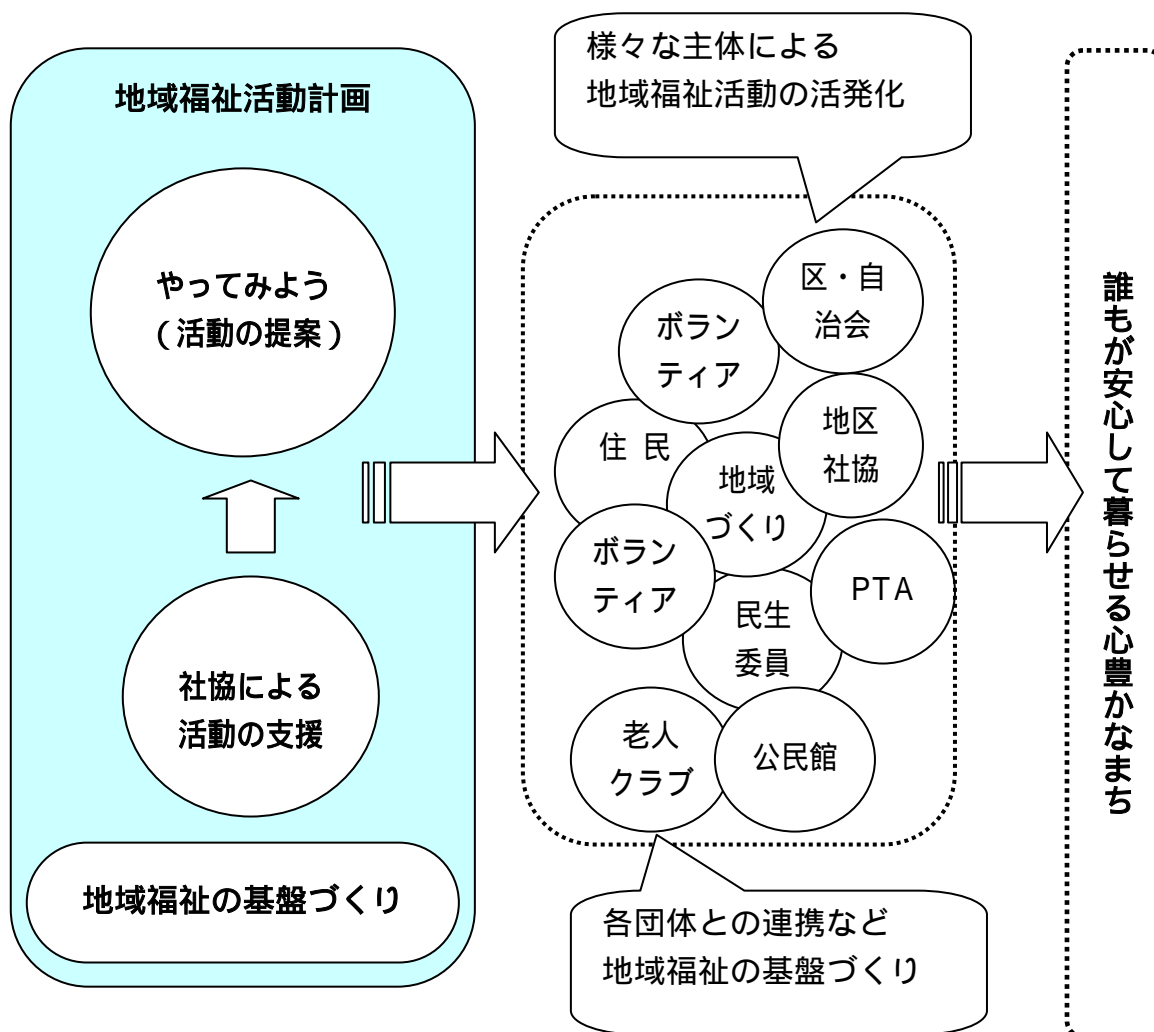 地域福祉活動計画
やってみよう
（活動の提案）
社協による
活動の支援
地域福祉の基盤づくり
様々な主体による
地域福祉活動の活発化
区・自
治会
ボラン
ティア
住 民
地区
社協
地域
づくり
ボラン
ティア
PTA
民生
委員
老人
クラブ
公民館
各団体との連携など
地域福祉の基盤づくり
誰もが安心して暮らせる心豊かなまち